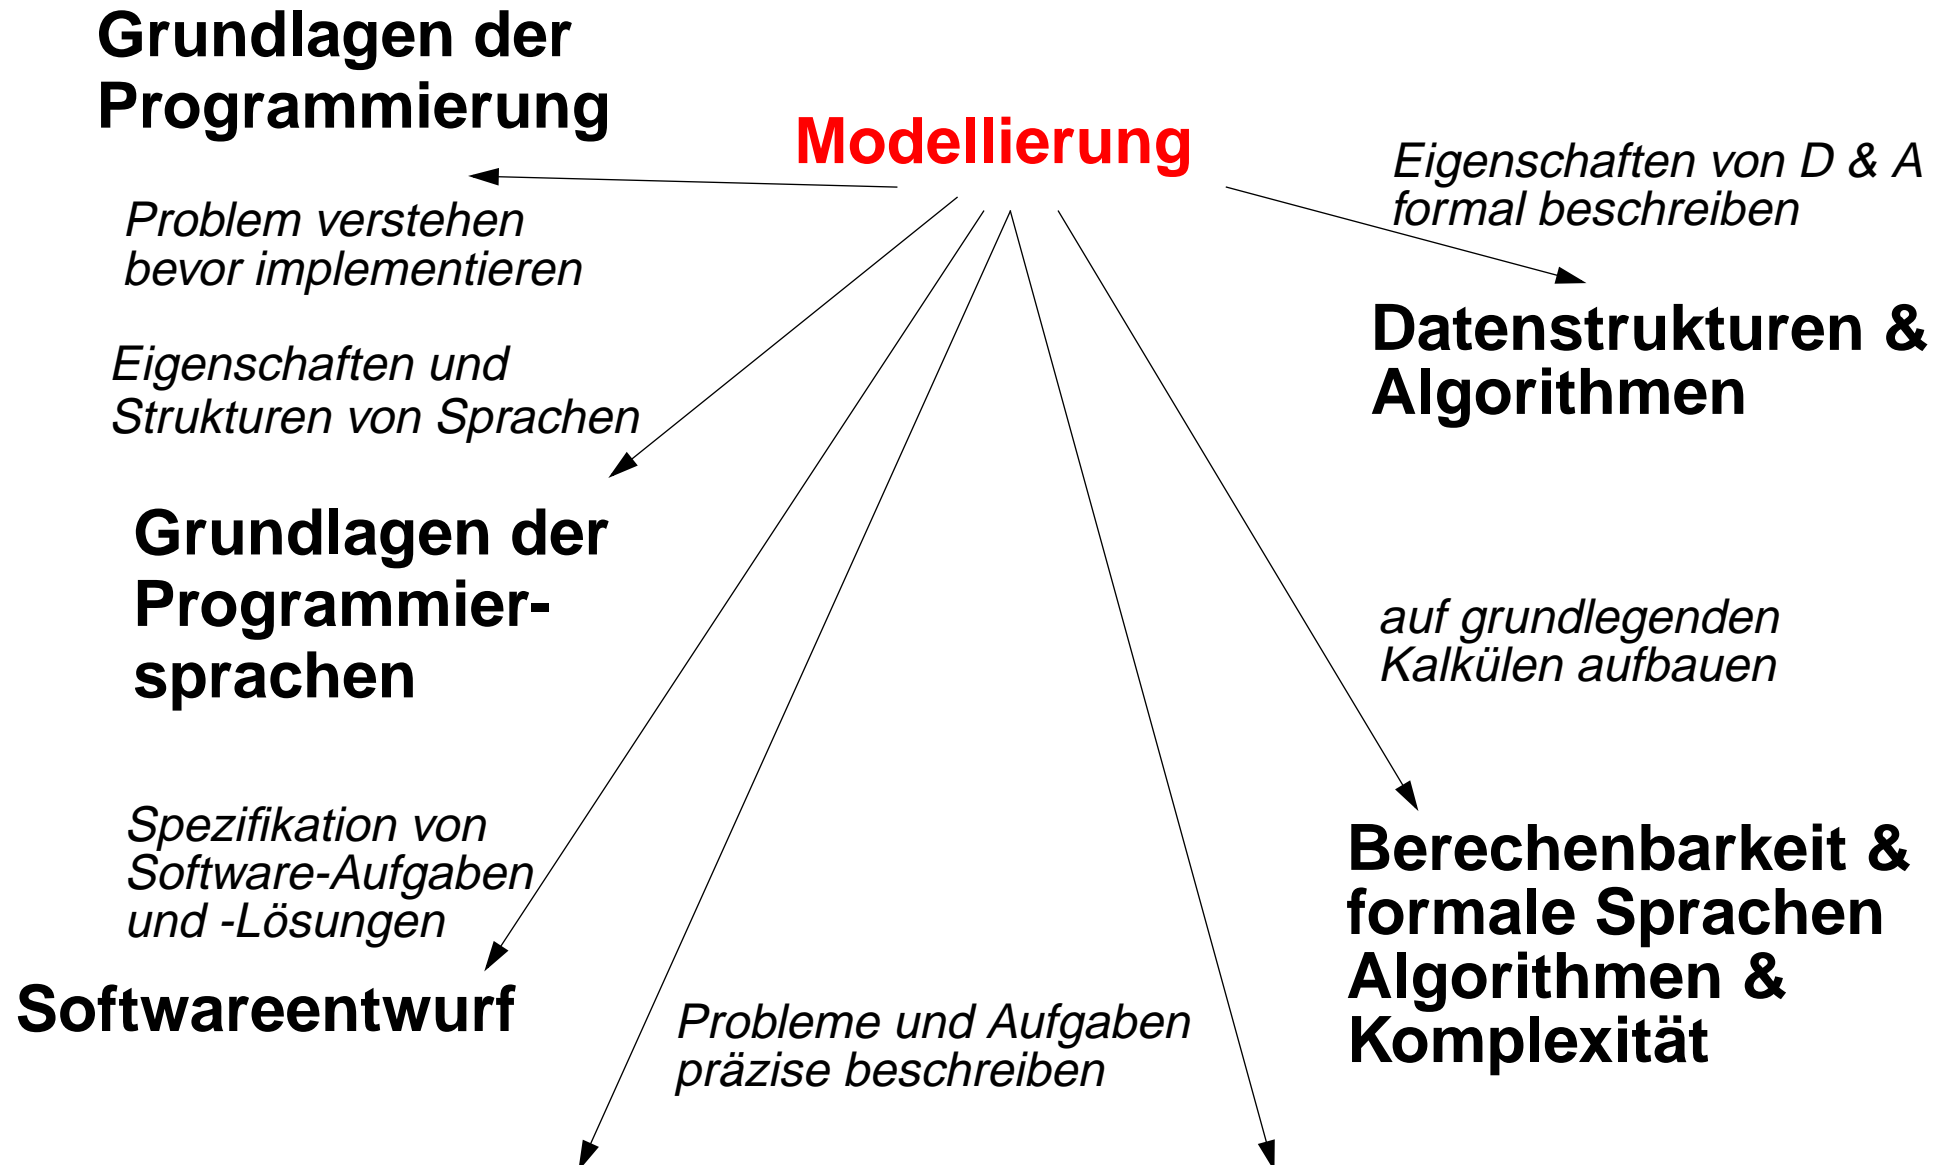 Grundlagen der
Programmierung
Modellierung
Eigenschaften von D & A
formal beschreiben
Problem verstehen
bevor implementieren
Datenstrukturen &
Algorithmen
Eigenschaften und
Strukturen von Sprachen
Grundlagen der
Programmier-
sprachen
auf grundlegenden
Kalkülen aufbauen
Spezifikation von
Software-Aufgaben
und -Lösungen
Softwareentwurf
Berechenbarkeit &
formale Sprachen
Algorithmen &
Komplexität
Probleme und Aufgaben
präzise beschreiben